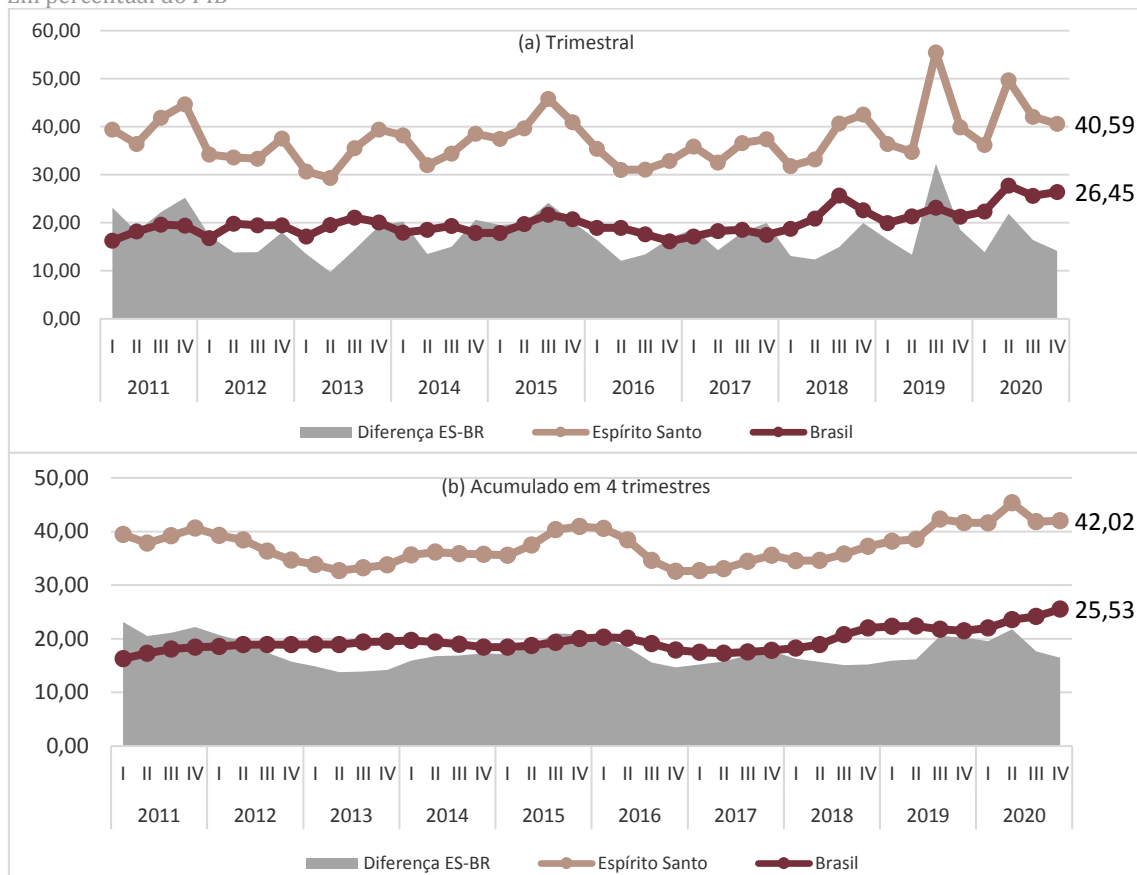 Em percentual do PIB
(a) Trimestral
60,00
50,00
40,00
30,00
20,00
10,00
0,00
40,59
26,45
I II III IV I II III IV I II III IV I II III IV I II III IV I II III IV I II III IV I II III IV I II III IV I II III IV
2011 2012 2013 2014 2015 2016 2017 2018 2019 2020
Diferença ES-BR Espírito Santo Brasil
(b) Acumulado em 4 trimestres
50,00
40,00
30,00
20,00
10,00
0,00
42,02
25,53
I II III IV I II III IV I II III IV I II III IV I II III IV I II III IV I II III IV I II III IV I II III IV I II III IV
2011 2012 2013 2014 2015 2016 2017 2018 2019 2020
Diferença ES-BR Espírito Santo Brasil